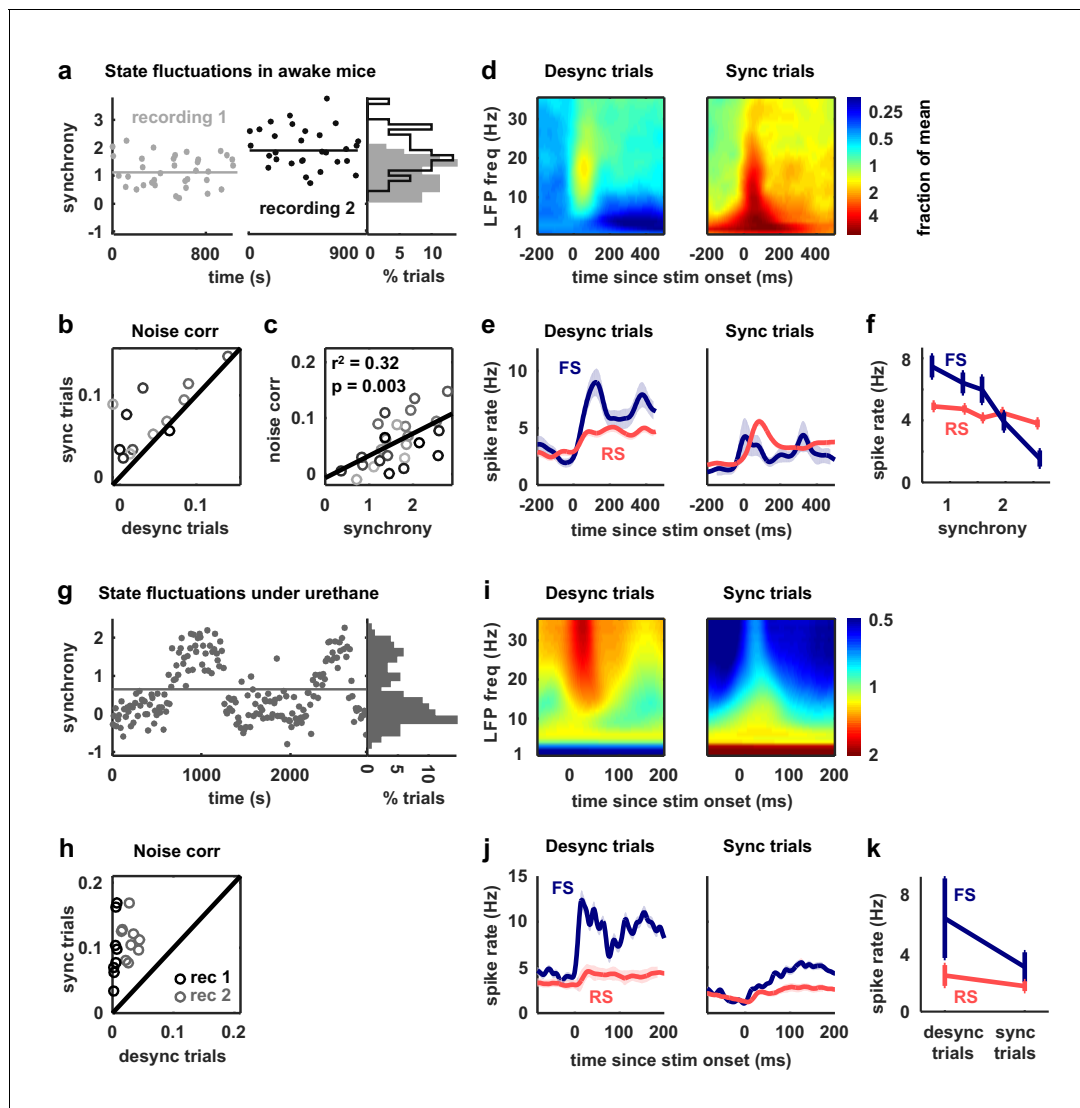 a State fluctuations in awake mice
synchrony
3
2
1
0
-1
recording 1
recording 2
0 800
time (s)
0 900
0 5 10
% trials
d Desync trials Sync trials
LFP freq (Hz)
30
20
10
1
-200 0 200 400
-200 0 200 400
time since stim onset (ms)
0.25
0.5
1
2
4
fraction of mean
b Noise corr
sync trials
0.1
0
0 0.1
desync trials
c
noise corr
0.2
0.1
0
r² = 0.32
p = 0.003
0 1 2
synchrony
e Desync trials Sync trials
spike rate (Hz)
10
5
0
FS
RS
-200 0 200 400
-200 0 200 400
time since stim onset (ms)
f
spike rate (Hz)
8
4
0
FS
RS
1 2
synchrony
g State fluctuations under urethane
synchrony
2
1
0
-1
0 1000 2000
time (s)
0 5 10
% trials
i Desync trials Sync trials
LFP freq (Hz)
30
20
10
1
0 100 200
0 100 200
time since stim onset (ms)
0.5
1
2
h Noise corr
sync trials
0.2
0.1
0
rec 1
rec 2
0 0.1 0.2
desync trials
j Desync trials Sync trials
spike rate (Hz)
15
10
5
0
FS
RS
0 100 200
0 100 200
time since stim onset (ms)
k
spike rate (Hz)
8
4
0
FS
RS
desync sync
trials trials